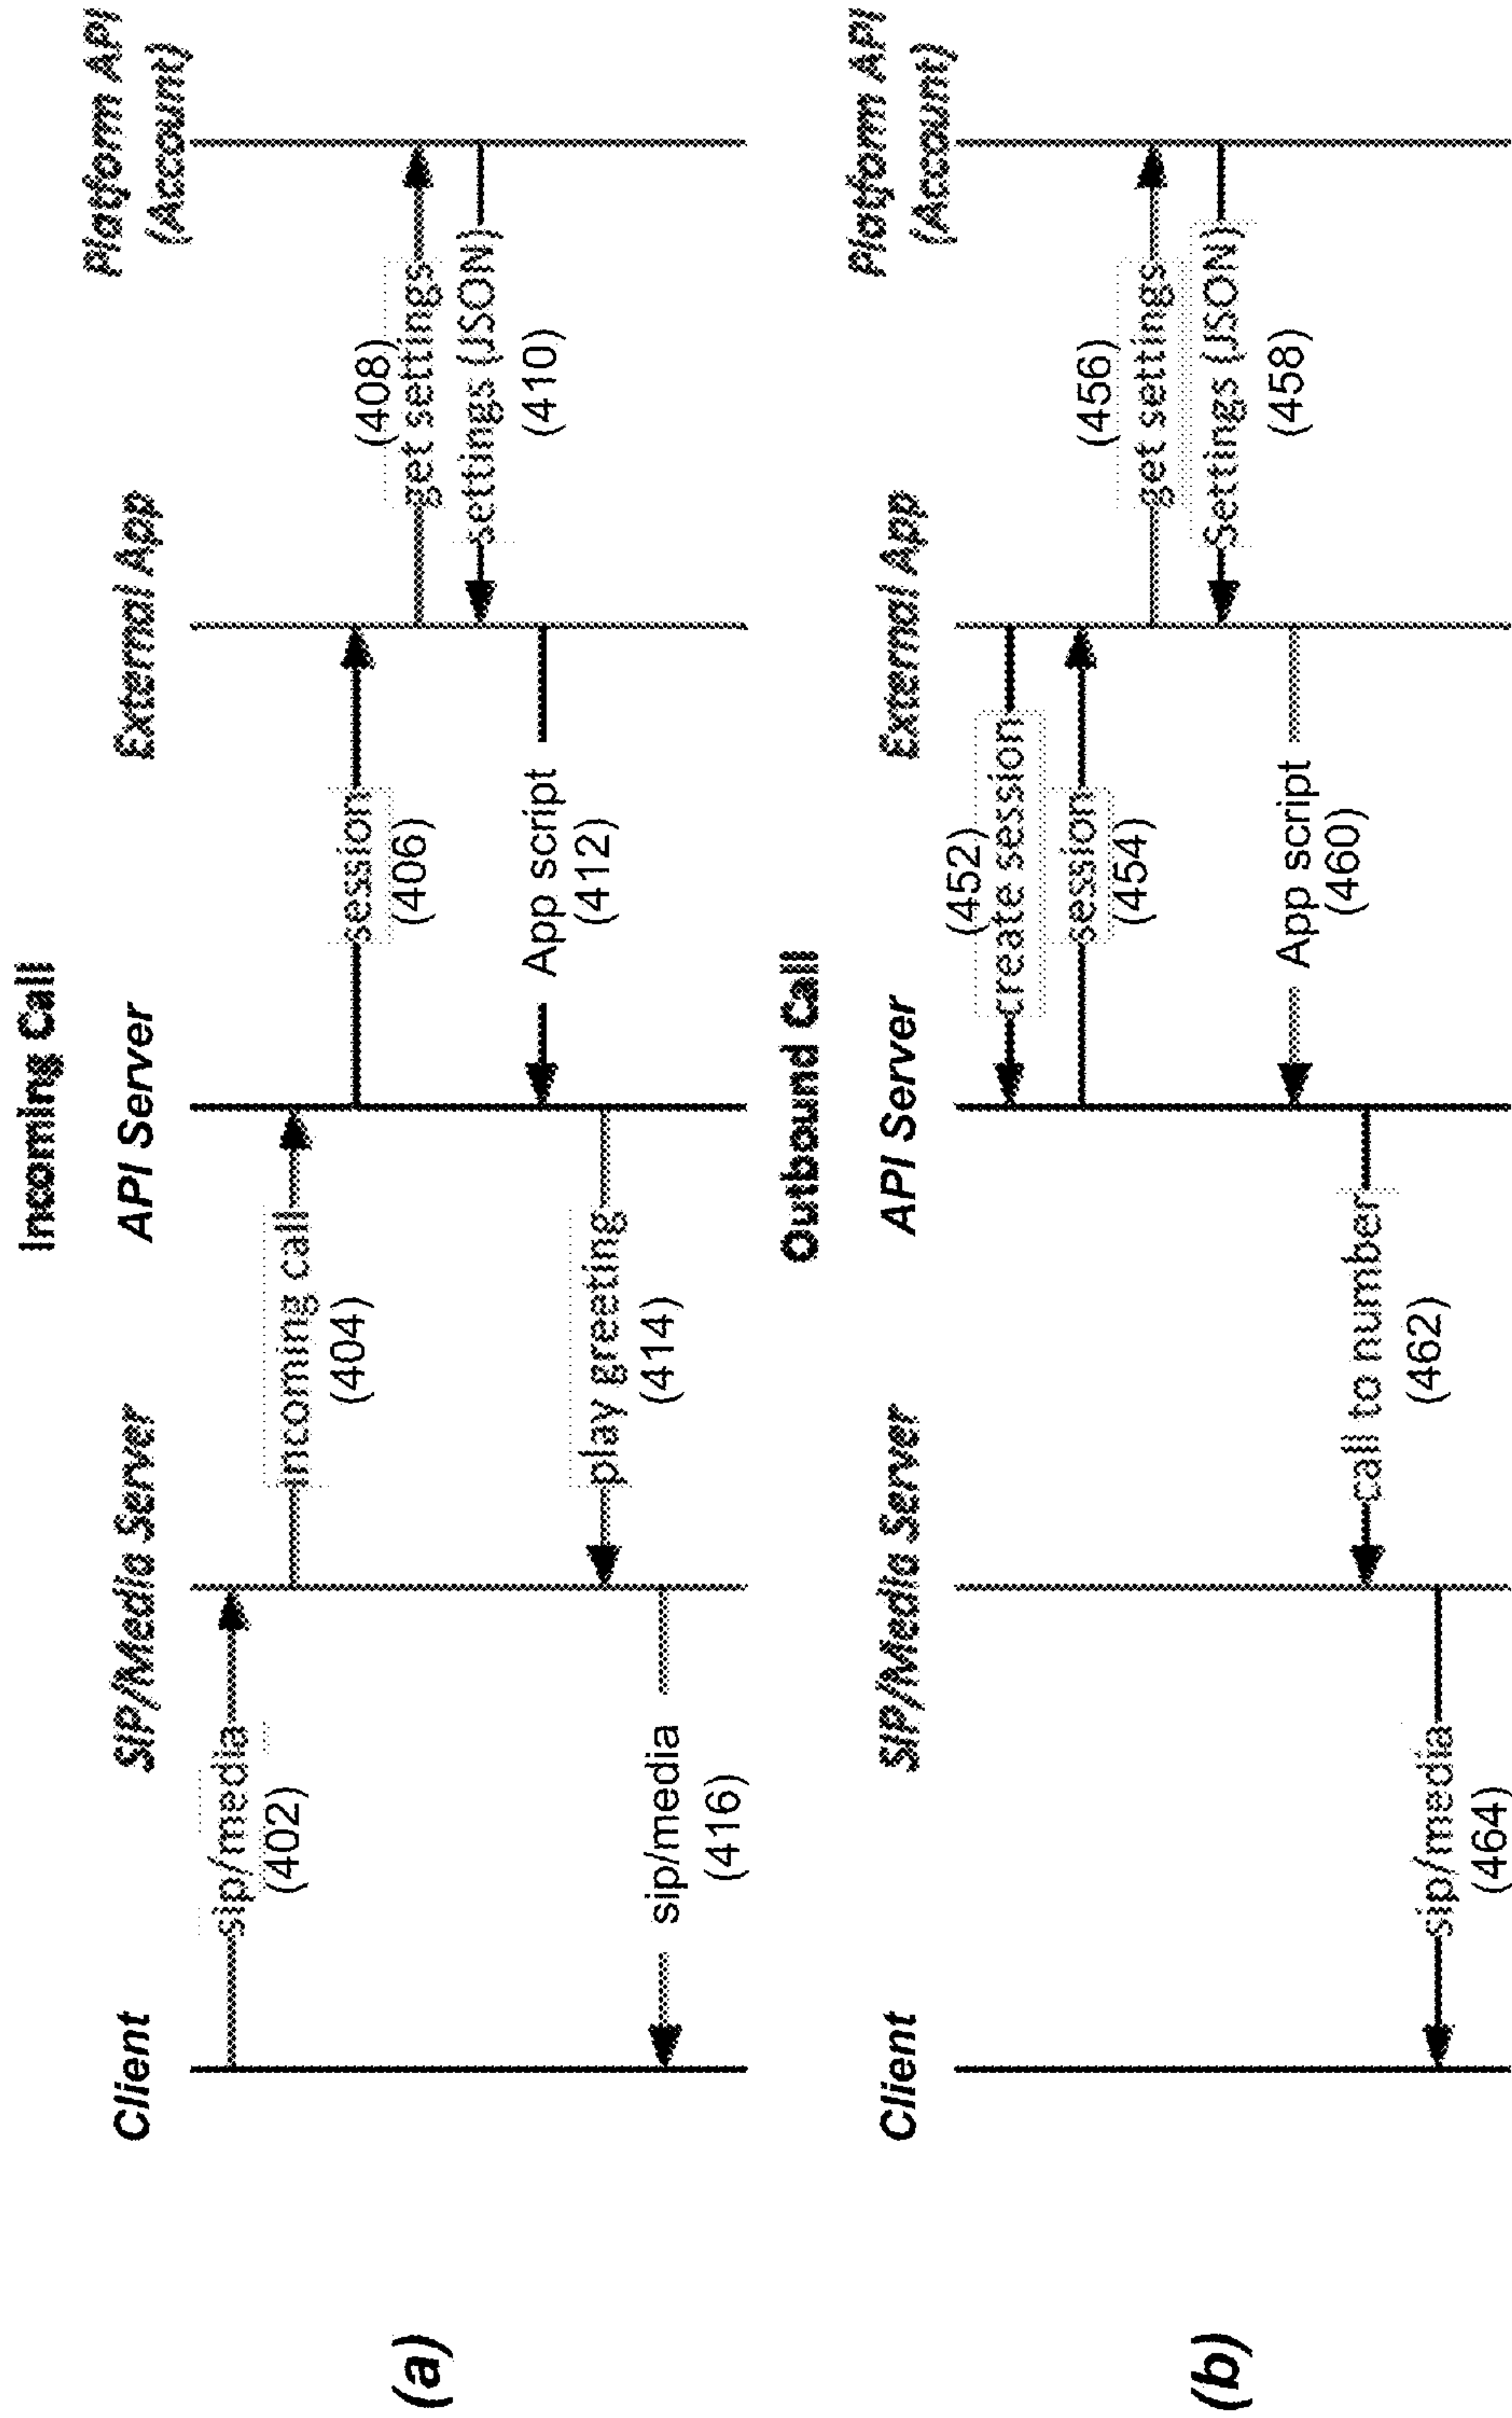 Incoming Call
Client
SIP/Media Server
API Server
External App
Platform API
(Account)
sip/media
(402)
incoming call
(404)
session
(406)
(408)
get settings
settings (JSON)
(410)
App script
(412)
play greeting
(414)
sip/media
(416)
(a)
Outbound Call
Client
SIP/Media Server
API Server
External App
Platform API
(Account)
(452)
create session
session
(454)
(456)
get settings
Settings (JSON)
(458)
App script
(460)
call to number
(462)
sip/media
(464)
(b)